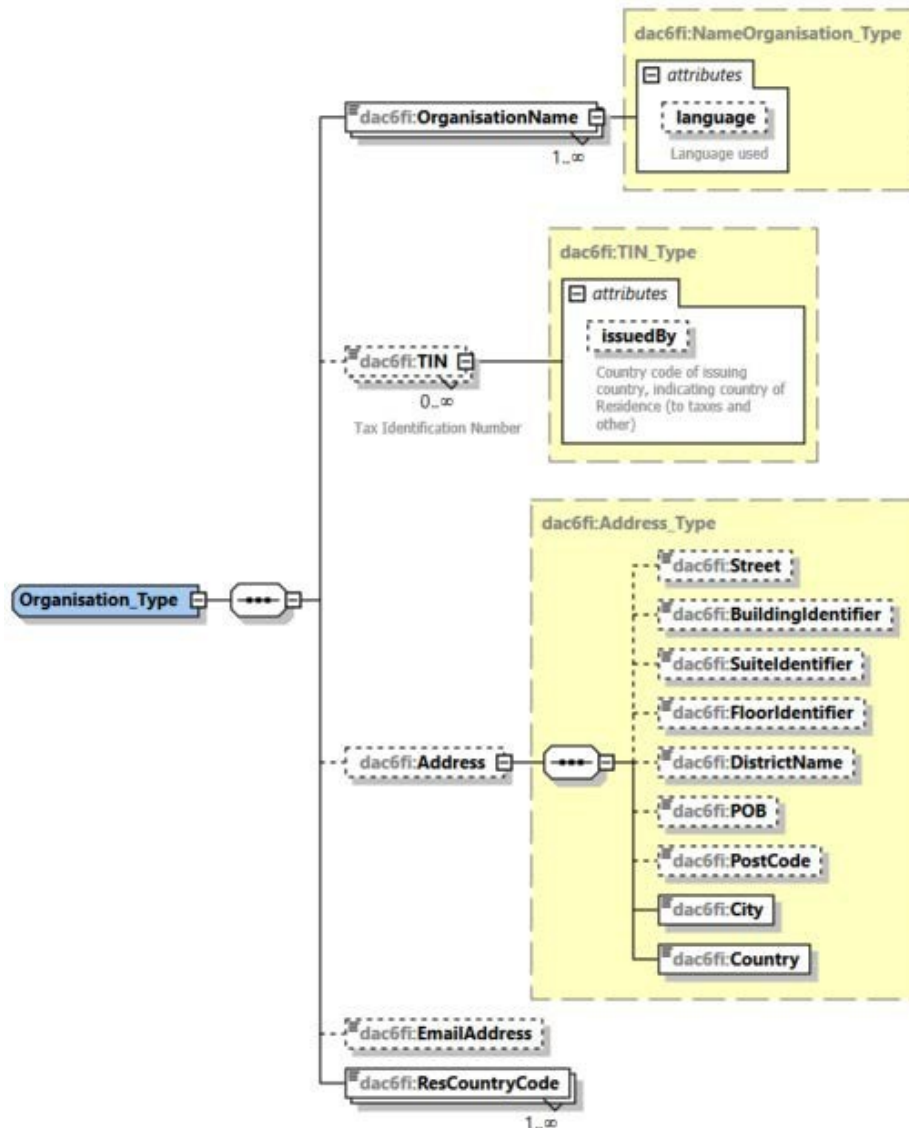 dac6fi:NameOrganisation_Type
attributes
dac6fi:OrganisationName
language
1..∞
Language used
dac6fi:TIN_Type
attributes
issuedBy
dac6fi:TIN
Country code of issuing
country, indicating country of
Residence (to taxes and
other)
0..∞
Tax Identification Number
dac6fi:Address_Type
dac6fi:Street
Organisation_Type
dac6fi:BuildingIdentifier
dac6fi:SuiteIdentifier
dac6fi:FloorIdentifier
dac6fi:Address
dac6fi:DistrictName
dac6fi:POB
dac6fi:PostCode
dac6fi:City
dac6fi:Country
dac6fi:EmailAddress
dac6fi:ResCountryCode
1..∞